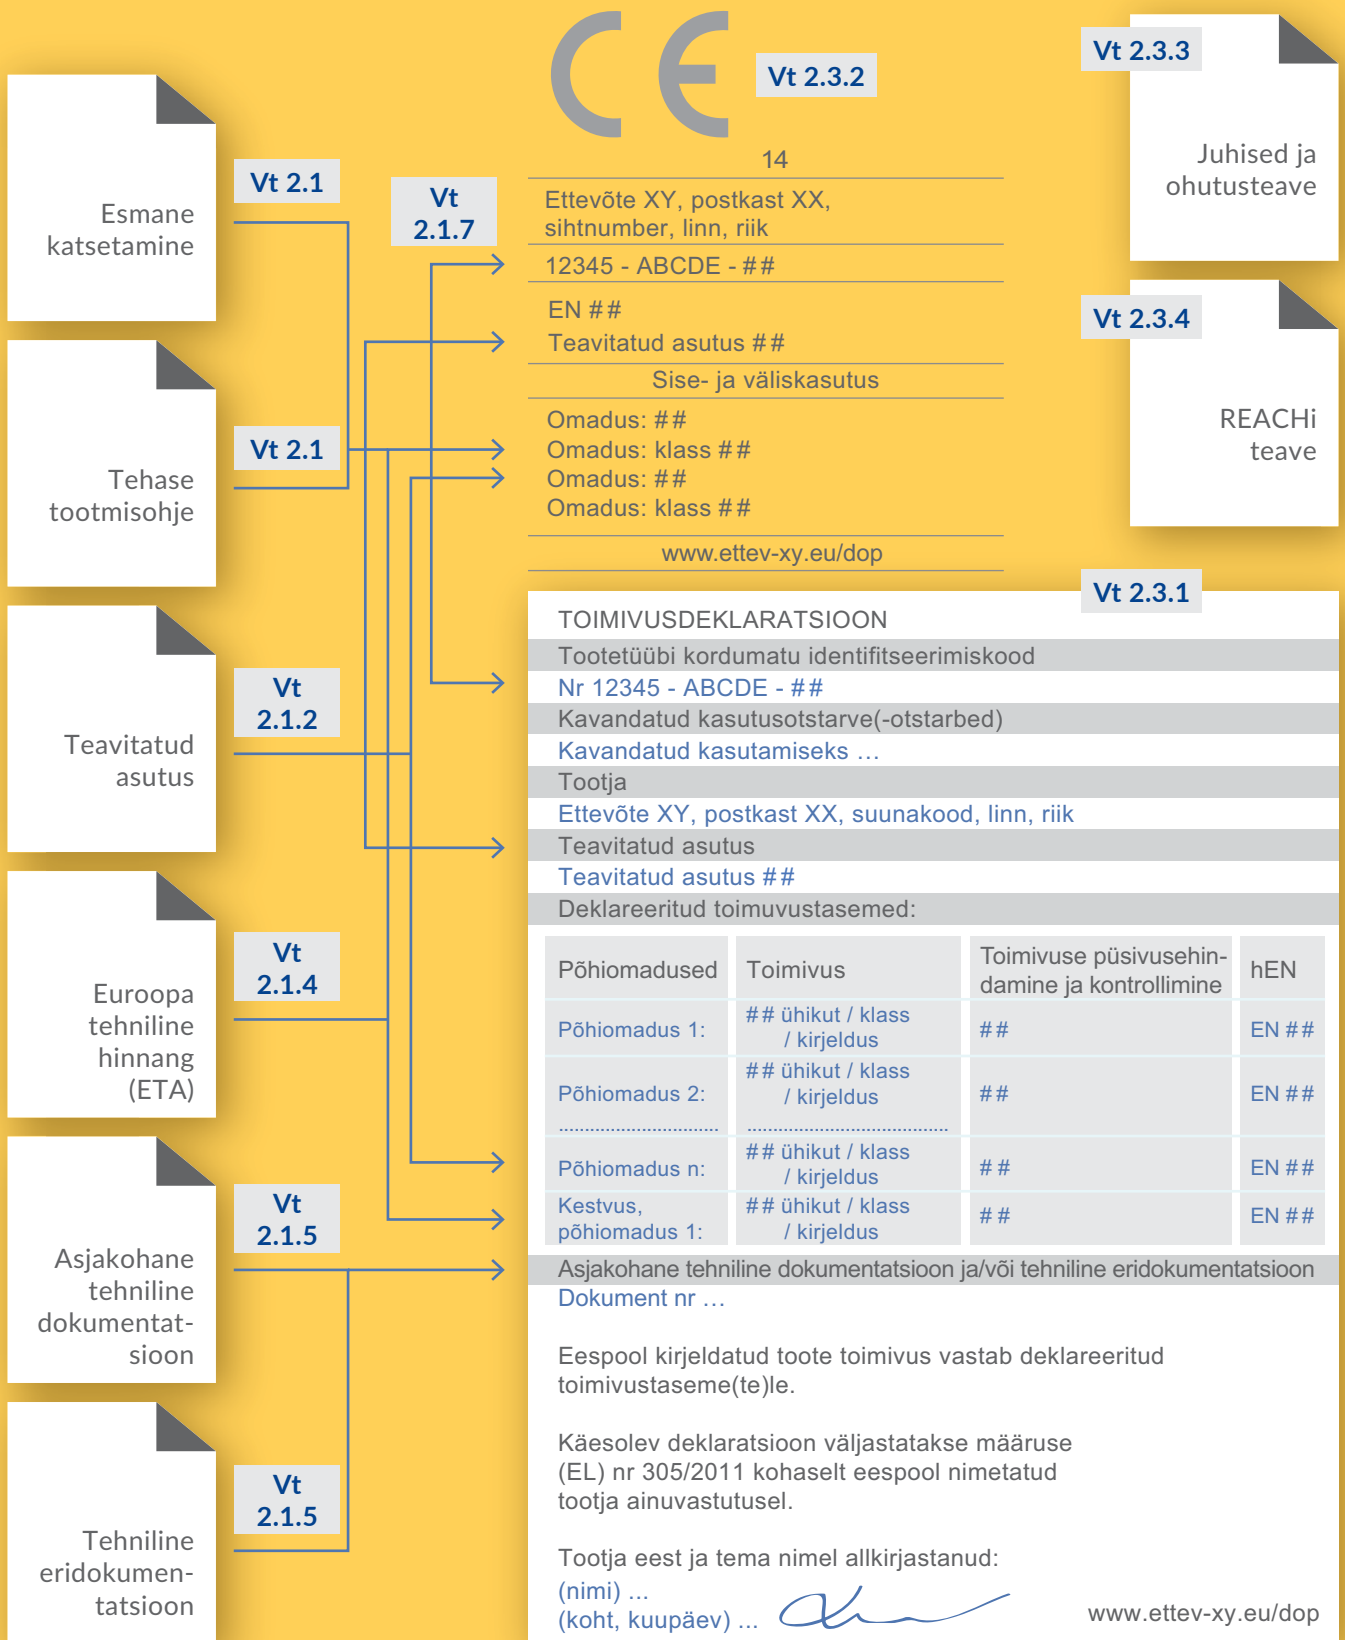 Esmane
katsetamine
Vt 2.1
Tehase
tootmisohje
Vt 2.1
Teavitatud
asutus
Vt
2.1.2
Euroopa
tehniline
hinnang
(ETA)
Vt
2.1.4
Asjakohane
tehniline
dokumentat-
sioon
Vt
2.1.5
Tehniline
eridokumen-
tatsioon
Vt
2.1.5
Vt
2.1.7
CE
Vt 2.3.2
14
Ettevõte XY, postkast XX,
sihtnumber, linn, riik
12345 - ABCDE - ##
EN ##
Teavitatud asutus ##
Sise- ja väliskasutus
Omadus: ##
Omadus: klass ##
Omadus: ##
Omadus: klass ##
www.ettev-xy.eu/dop
Vt 2.3.3
Juhised ja
ohutusteave
Vt 2.3.4
REACHi
teave
Vt 2.3.1
TOIMIVUSDEKLARATSIOON
Tootetüübi kordumatu identifitseerimiskood
Nr 12345 - ABCDE - ##
Kavandatud kasutusotstarve(-otstarbed)
Kavandatud kasutamiseks …
Tootja
Ettevõte XY, postkast XX, suunakood, linn, riik
Teavitatud asutus
Teavitatud asutus ##
Deklareeritud toimuvustasemed:
Põhiomadused
Toimivus
Toimivuse püsivusehin-
damine ja kontrollimine
hEN
Põhiomadus 1:
## ühikut / klass
/ kirjeldus
##
EN ##
Põhiomadus 2:
...............................
## ühikut / klass
/ kirjeldus
.......................................
##
EN ##
Põhiomadus n:
## ühikut / klass
/ kirjeldus
##
EN ##
Kestvus,
põhiomadus 1:
## ühikut / klass
/ kirjeldus
##
EN ##
Asjakohane tehniline dokumentatsioon ja/või tehniline eridokumentatsioon
Dokument nr …
Eespool kirjeldatud toote toimivus vastab deklareeritud
toimivustaseme(te)le.
Käesolev deklaratsioon väljastatakse määruse
(EL) nr 305/2011 kohaselt eespool nimetatud
tootja ainuvastutusel.
Tootja eest ja tema nimel allkirjastanud:
(nimi) ...
(koht, kuupäev) ...
www.ettev-xy.eu/dop